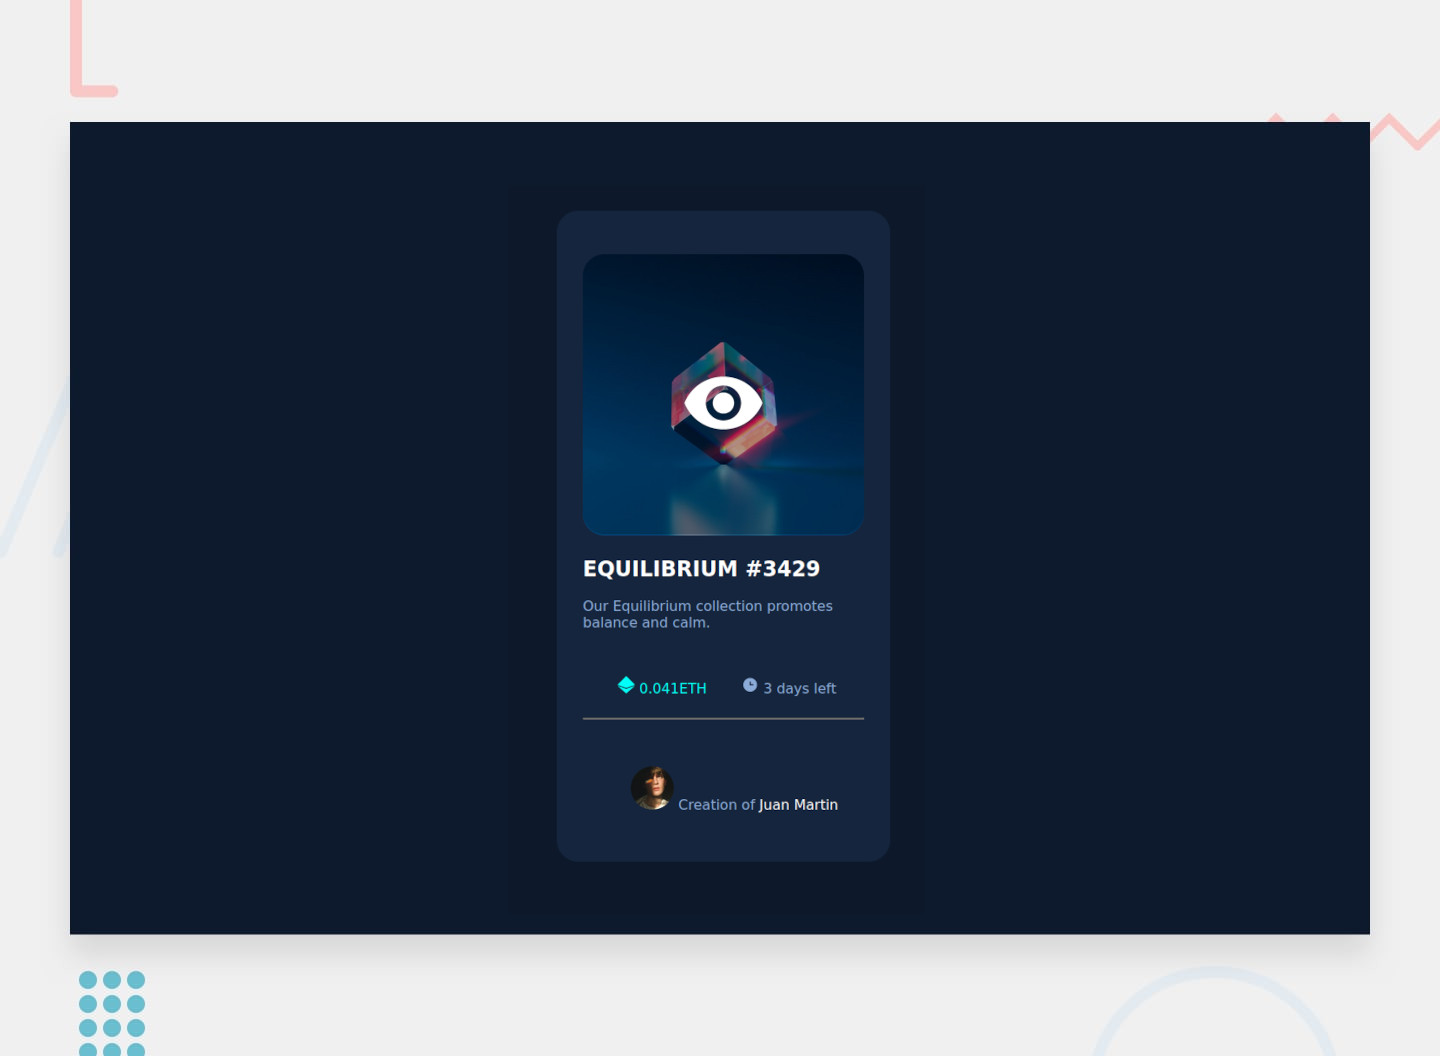 EQUILIBRIUM #3429
Our Equilibrium collection promotes
balance and calm.
0.041ETH 3 days left
Creation of Juan Martin